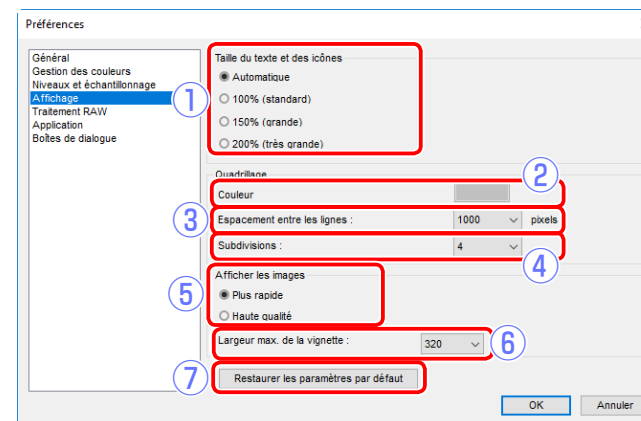 Préférences
Général
Gestion des couleurs
Niveaux et échantillonnage
Affichage
Traitement RAW
Application
Boîtes de dialogue
①
Taille du texte et des icônes
Automatique
100% (standard)
150% (grande)
200% (très grande)
Quadrillage
②
Couleur
③
Espacement entre les lignes : 1000 pixels
Subdivisions : 4
④
Afficher les images
⑤
Plus rapide
Haute qualité
Largeur max. de la vignette : 320
⑥
⑦
Restaurer les paramètres par défaut
OK Annuler